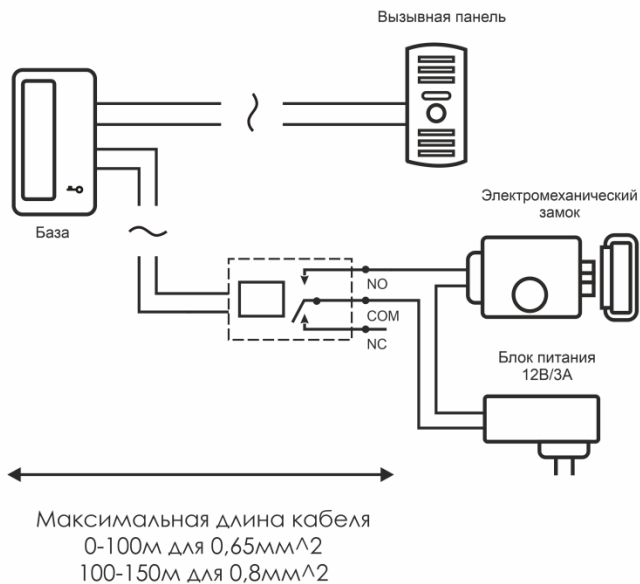 Вызывная панель
База
Электромеханический
замок
NO
COM
NC
Блок питания
12В/3А
Максимальная длина кабеля
0-100м для 0,65мм^2
100-150м для 0,8мм^2